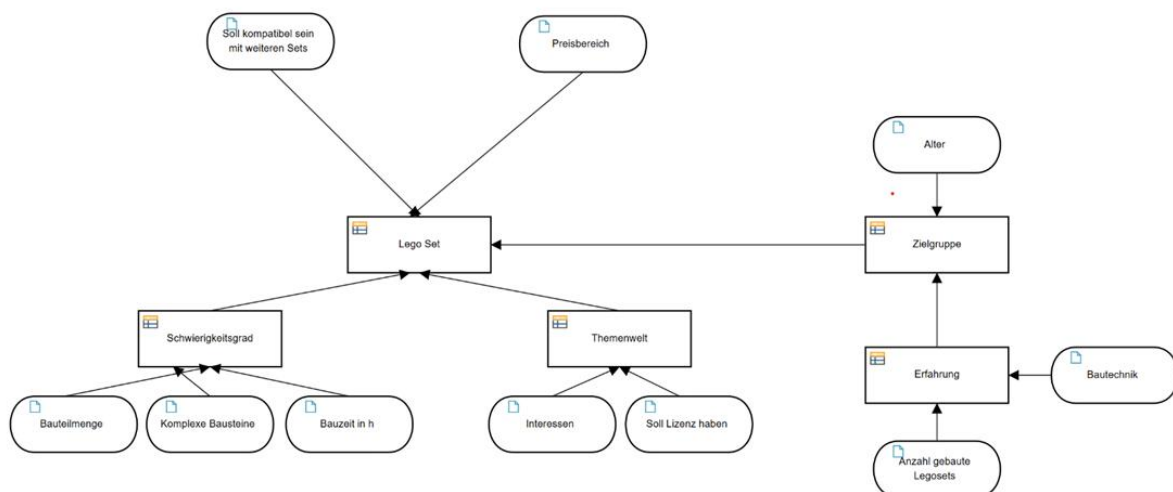 Soll kompatibel sein
mit weiteren Sets
Preisbereich
Alter
Lego Set
Zielgruppe
Schwierigkeitsgrad
Themenwelt
Erfahrung
Bautechnik
Bauteilmenge
Komplexe Bausteine
Bauzeit in h
Interessen
Soll Lizenz haben
Anzahl gebaute
Legosets